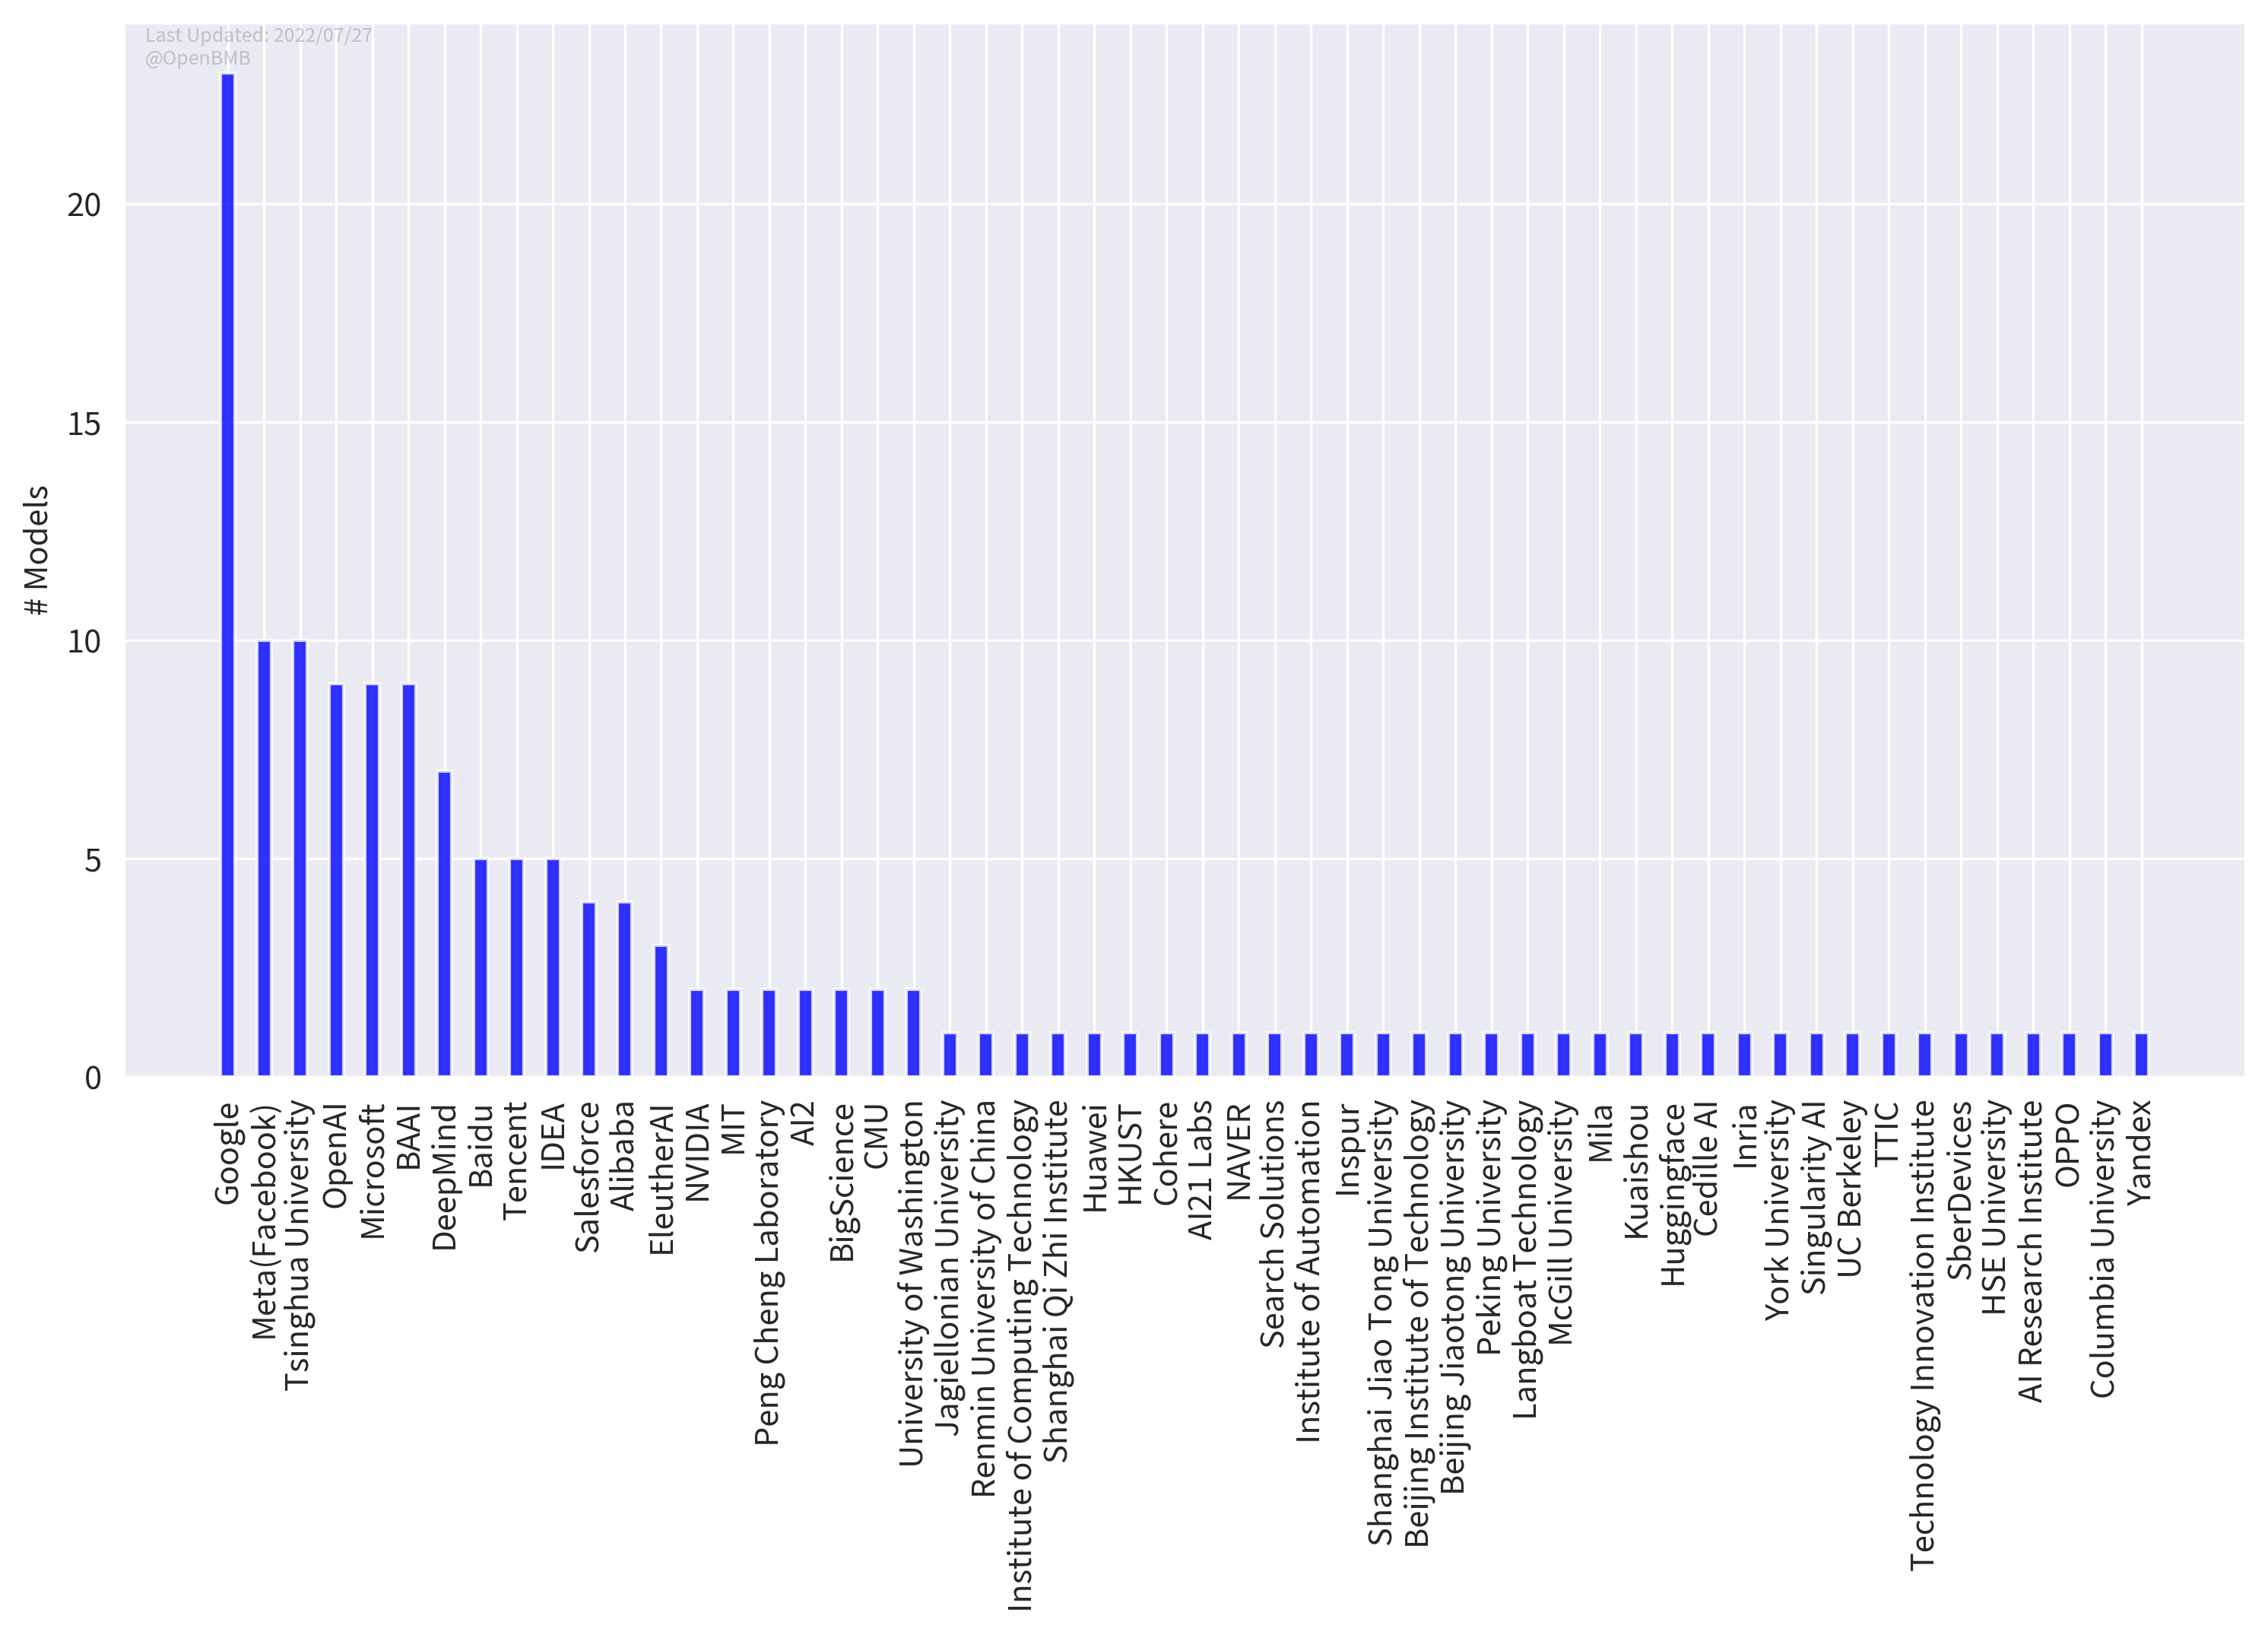 Last Updated: 2022/07/27
@OpenBMB
# Models
20
15
10
5
0
Google
Meta(Facebook)
Tsinghua University
OpenAI
Microsoft
BAAI
DeepMind
Baidu
Tencent
IDEA
Salesforce
Alibaba
EleutherAI
NVIDIA
MIT
Peng Cheng Laboratory
AI2
BigScience
CMU
University of Washington
Jagiellonian University
Renmin University of China
Institute of Computing Technology
Shanghai Qi Zhi Institute
Huawei
HKUST
Cohere
AI21 Labs
NAVER
Search Solutions
Institute of Automation
Inspur
Shanghai Jiao Tong University
Beijing Institute of Technology
Beijing Jiaotong University
Peking University
Langboat Technology
McGill University
Mila
Kuaishou
Huggingface
Cedille AI
Inria
York University
Singularity AI
UC Berkeley
TTIC
Technology Innovation Institute
SberDevices
HSE University
AI Research Institute
OPPO
Columbia University
Yandex